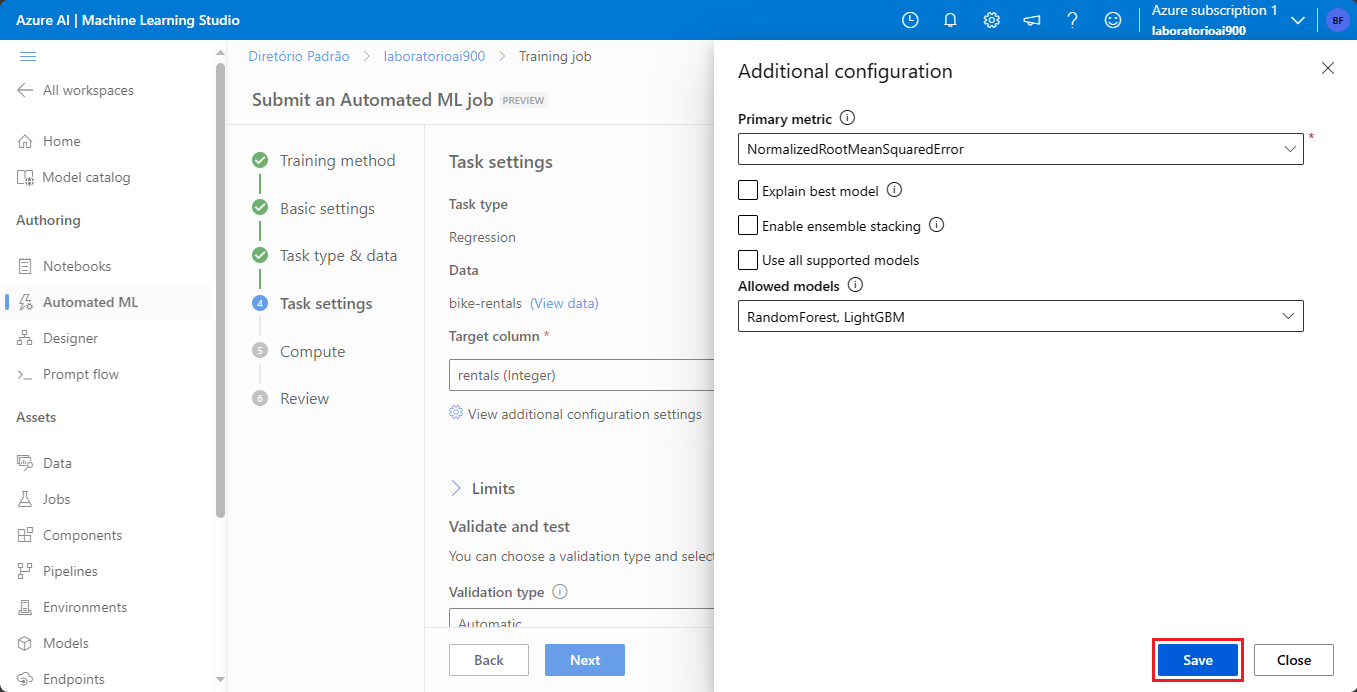 Azure AI | Machine Learning Studio
Azure subscription 1
laboratorioai900
BF
All workspaces
Home
Model catalog
Authoring
Notebooks
Automated ML
Designer
Prompt flow
Assets
Data
Jobs
Components
Pipelines
Environments
Models
Endpoints
Diretório Padrão > laboratorioai900 > Training job
Submit an Automated ML job PREVIEW
Training method
Basic settings
Task type & data
4 Task settings
5 Compute
6 Review
Task settings
Task type
Regression
Data
bike-rentals (View data)
Target column *
rentals (Integer)
View additional configuration settings
Limits
Validate and test
You can choose a validation type and select
Validation type
Automatic
Back
Next
Additional configuration
Primary metric
NormalizedRootMeanSquaredError
*
Explain best model
Enable ensemble stacking
Use all supported models
Allowed models
RandomForest, LightGBM
Save
Close